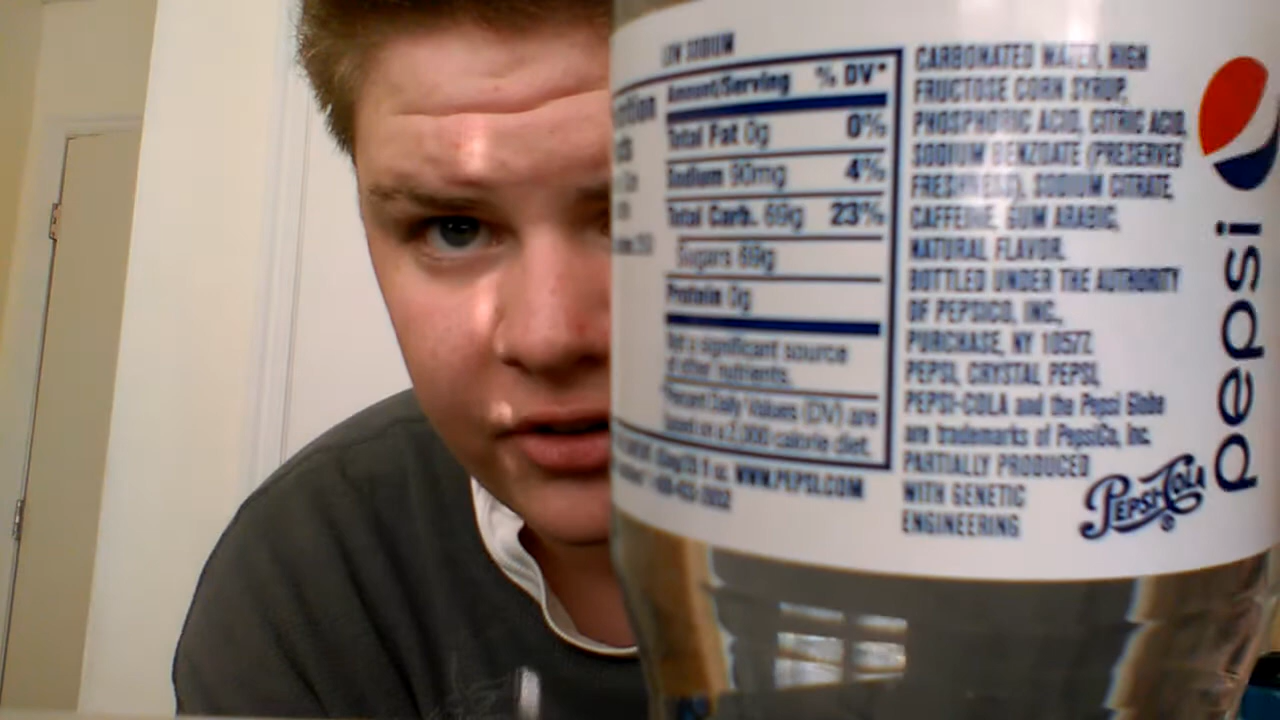 LOW SODIUM
Amount/Serving % DV*
Total Fat 0g 0%
Sodium 90mg 4%
Total Carb. 69g 23%
Sugars 69g
Protein 0g
Not a significant source
of other nutrients.
Percent Daily Values (DV) are
based on a 2,000 calorie diet.
WWW.PEPSI.COM
CARBONATED WATER, HIGH
FRUCTOSE CORN SYRUP,
PHOSPHORIC ACID, CITRIC ACID,
SODIUM BENZOATE (PRESERVES
FRESHNESS), SODIUM CITRATE,
CAFFEINE, GUM ARABIC,
NATURAL FLAVOR.
BOTTLED UNDER THE AUTHORITY
OF PEPSICO, INC.,
PURCHASE, NY 10577.
PEPSI, CRYSTAL PEPSI,
PEPSI-COLA and the Pepsi Globe
are trademarks of PepsiCo, Inc.
PARTIALLY PRODUCED
WITH GENETIC
ENGINEERING
PEPSI-COLA
®
pepsi